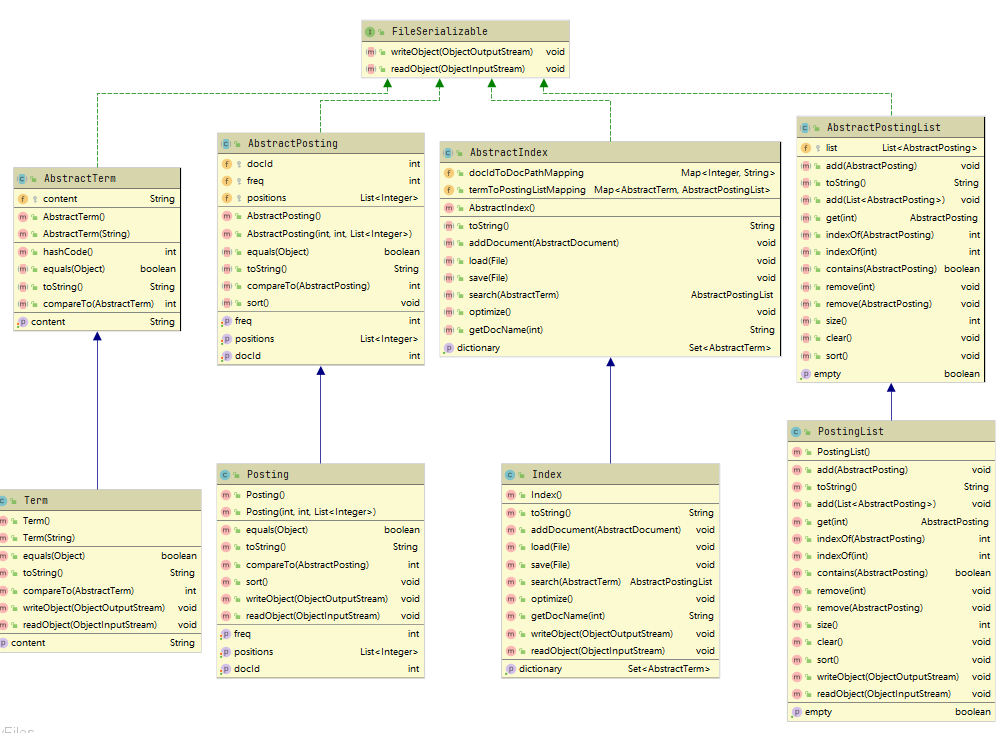 FileSerializable
writeObject(ObjectOutputStream) void
readObject(ObjectInputStream) void
AbstractTerm
content String
AbstractTerm()
AbstractTerm(String)
hashCode() int
equals(Object) boolean
toString() String
compareTo(AbstractTerm) int
content String
AbstractPosting
docId int
freq int
positions List<Integer>
AbstractPosting()
AbstractPosting(int, int, List<Integer>)
equals(Object) boolean
toString() String
compareTo(AbstractPosting) int
sort() void
freq int
positions List<Integer>
docId int
AbstractIndex
docIdToDocPathMapping Map<Integer, String>
termToPostingListMapping Map<AbstractTerm, AbstractPostingList>
AbstractIndex()
toString() String
addDocument(AbstractDocument) void
load(File) void
save(File) void
search(AbstractTerm) AbstractPostingList
optimize() void
getDocName(int) String
dictionary Set<AbstractTerm>
AbstractPostingList
list List<AbstractPosting>
add(AbstractPosting) void
toString() String
add(List<AbstractPosting>) void
get(int) AbstractPosting
indexOf(AbstractPosting) int
indexOf(int) int
contains(AbstractPosting) boolean
remove(int) void
remove(AbstractPosting) void
size() int
clear() void
sort() void
empty boolean
Term
Term()
Term(String)
equals(Object) boolean
toString() String
compareTo(AbstractTerm) int
writeObject(ObjectOutputStream) void
readObject(ObjectInputStream) void
content String
Posting
Posting()
Posting(int, int, List<Integer>)
equals(Object) boolean
toString() String
compareTo(AbstractPosting) int
sort() void
writeObject(ObjectOutputStream) void
readObject(ObjectInputStream) void
freq int
positions List<Integer>
docId int
Index
Index()
toString() String
addDocument(AbstractDocument) void
load(File) void
save(File) void
search(AbstractTerm) AbstractPostingList
optimize() void
getDocName(int) String
writeObject(ObjectOutputStream) void
readObject(ObjectInputStream) void
dictionary Set<AbstractTerm>
PostingList
PostingList()
add(AbstractPosting) void
toString() String
add(List<AbstractPosting>) void
get(int) AbstractPosting
indexOf(AbstractPosting) int
indexOf(int) int
contains(AbstractPosting) boolean
remove(int) void
remove(AbstractPosting) void
size() int
clear() void
sort() void
writeObject(ObjectOutputStream) void
readObject(ObjectInputStream) void
empty boolean